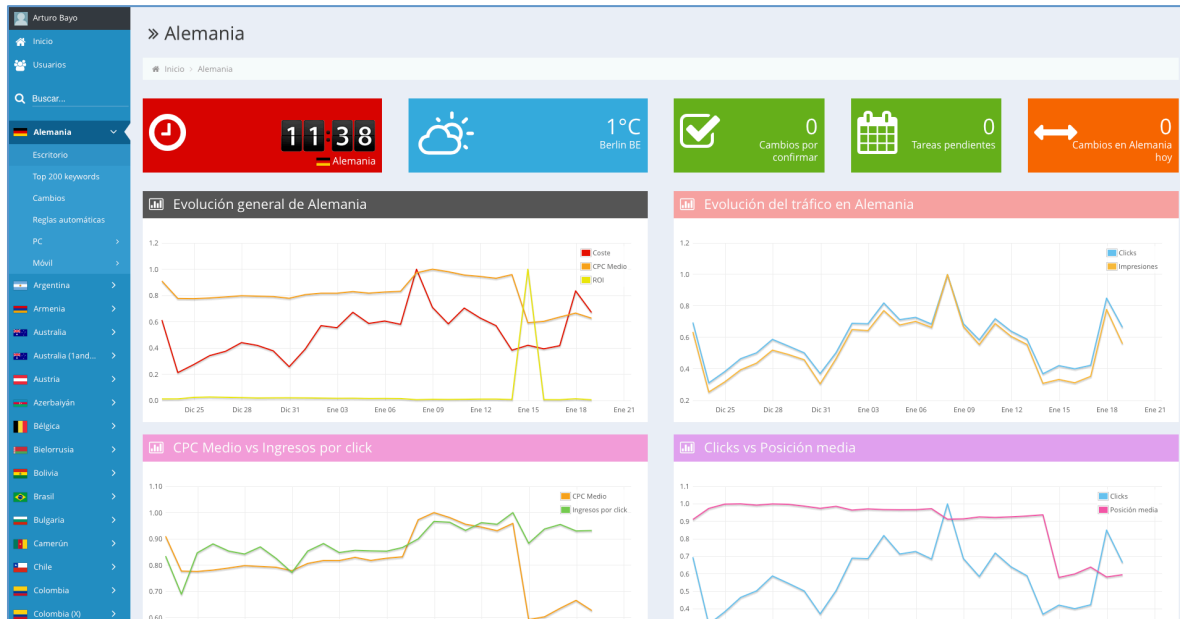 Arturo Bayo
Inicio
Usuarios
Buscar...
Alemania
Escritorio
Top 200 keywords
Cambios
Reglas automáticas
PC
Móvil
Argentina
Armenia
Australia
Australia (1and...
Austria
Azerbaiyán
Bélgica
Bielorrusia
Bolivia
Brasil
Bulgaria
Camerún
Chile
Colombia
Colombia (X)
» Alemania
Inicio > Alemania
11:38
Alemania
1°C
Berlin BE
0
Cambios por
confirmar
0
Tareas pendientes
0
Cambios en Alemania
hoy
Evolución general de Alemania
1.2
1.0
0.8
0.6
0.4
0.2
0.0
Coste
CPC Medio
ROI
Dic 25 Dic 28 Dic 31 Ene 03 Ene 06 Ene 09 Ene 12 Ene 15 Ene 18 Ene 21
Evolución del tráfico en Alemania
1.2
1.0
0.8
0.6
0.4
0.2
Clicks
Impresiones
Dic 25 Dic 28 Dic 31 Ene 03 Ene 06 Ene 09 Ene 12 Ene 15 Ene 18 Ene 21
CPC Medio vs Ingresos por click
1.10
1.00
0.90
0.80
0.70
0.60
CPC Medio
Ingresos por click
Clicks vs Posición media
1.1
1.0
0.9
0.8
0.7
0.6
0.5
0.4
Clicks
Posición media